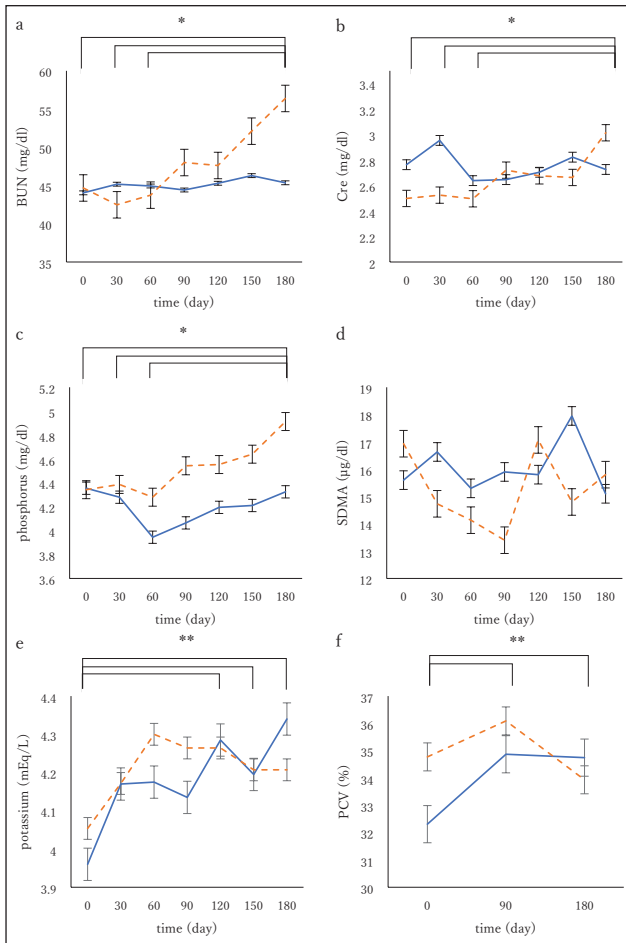 a
*
BUN (mg/dl)
60
55
50
45
40
35
0 30 60 90 120 150 180
time (day)
b
*
Cre (mg/dl)
3.4
3.2
3
2.8
2.6
2.4
2.2
2
0 30 60 90 120 150 180
time (day)
c
*
phosphorus (mg/dl)
5.2
5
4.8
4.6
4.4
4.2
4
3.8
3.6
0 30 60 90 120 150 180
time (day)
d
SDMA (µg/dl)
19
18
17
16
15
14
13
12
0 30 60 90 120 150 180
time (day)
e
**
potassium (mEq/L)
4.4
4.3
4.2
4.1
4
3.9
0 30 60 90 120 150 180
time (day)
f
**
PCV (%)
37
36
35
34
33
32
31
30
0 90 180
time (day)